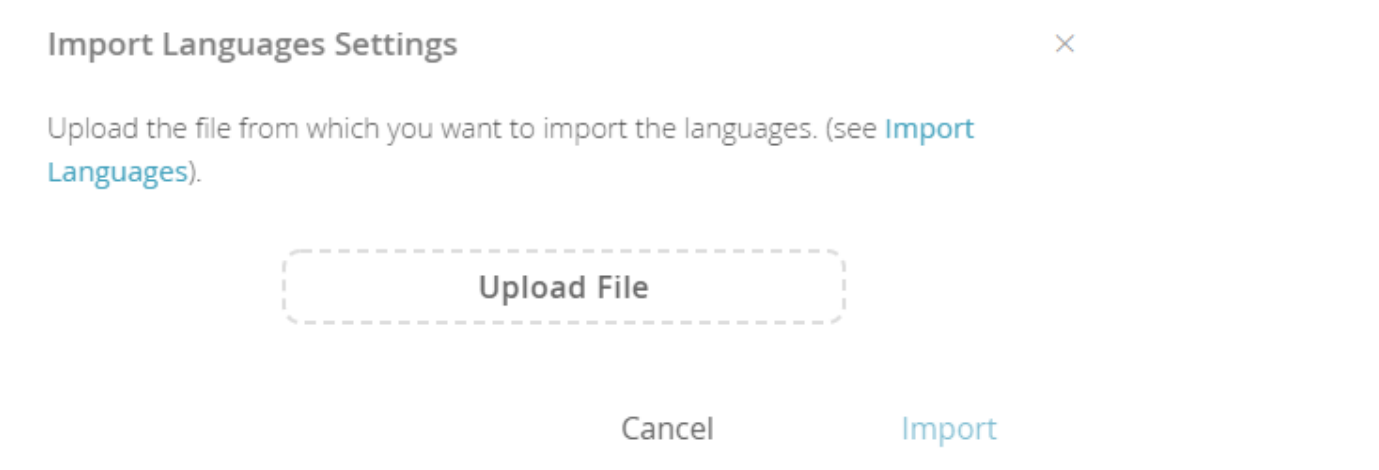 Import Languages Settings
Upload the file from which you want to import the languages. (see Import
Languages).
Upload File
Cancel Import